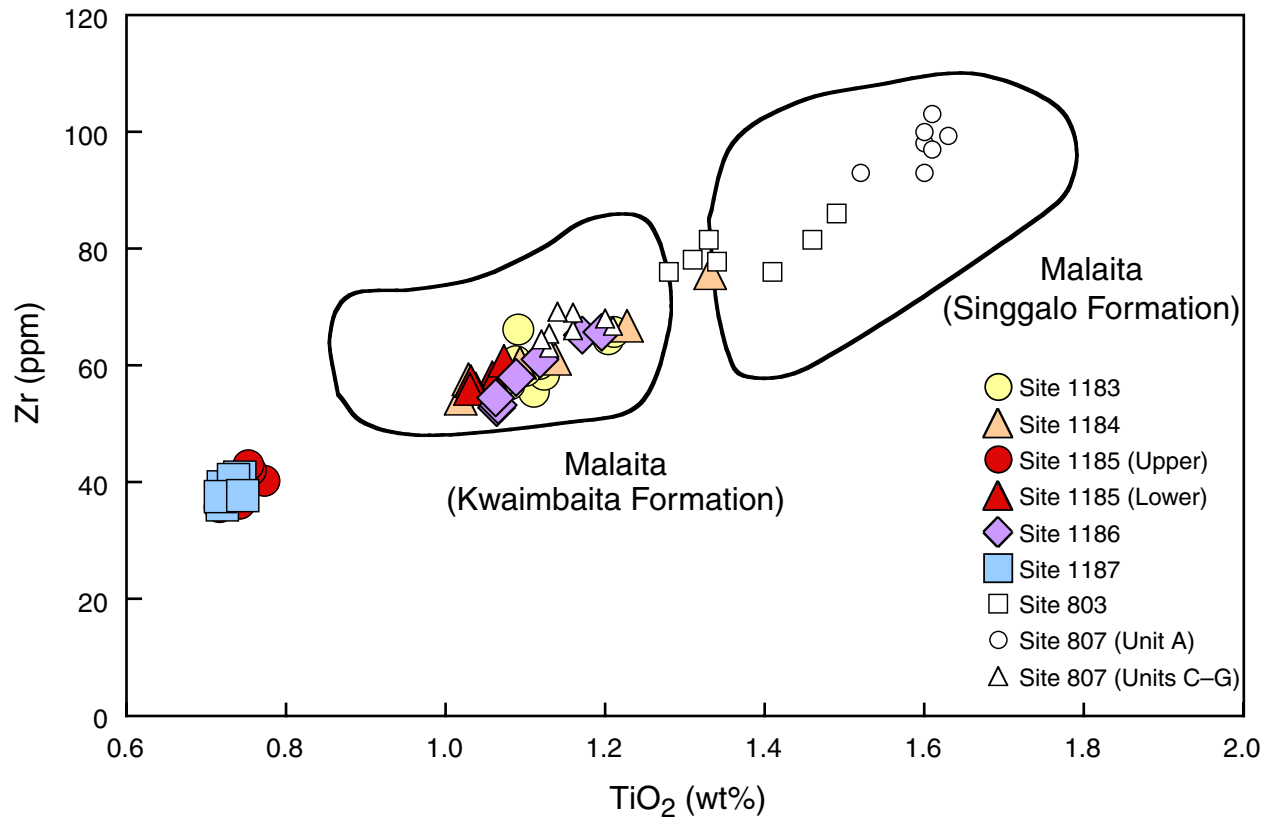 120
100
80
60
40
20
0
Zr (ppm)
0.6 0.8 1.0 1.2 1.4 1.6 1.8 2.0
TiO2 (wt%)
Malaita
(Kwaimbaita Formation)
Malaita
(Singgalo Formation)
Site 1183
Site 1184
Site 1185 (Upper)
Site 1185 (Lower)
Site 1186
Site 1187
Site 803
Site 807 (Unit A)
Site 807 (Units C–G)